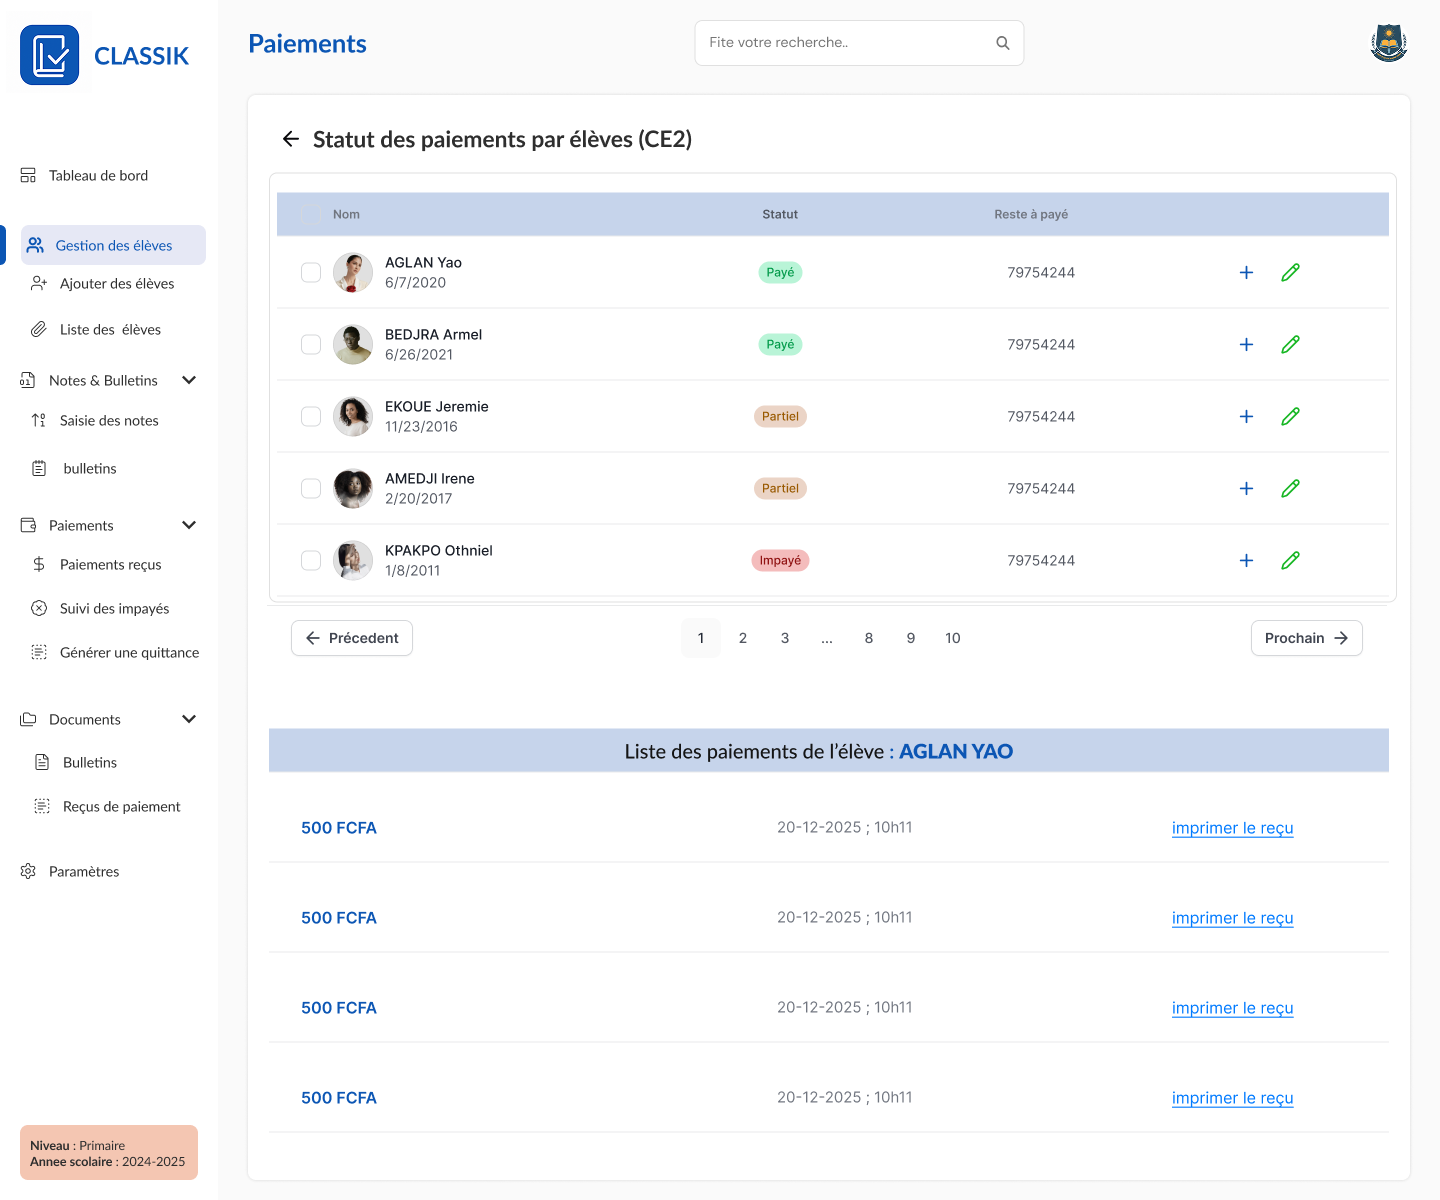 CLASSIK
Paiements
Fite votre recherche..
Tableau de bord
Gestion des élèves
Ajouter des élèves
Liste des élèves
Notes & Bulletins
Saisie des notes
bulletins
Paiements
Paiements reçus
Suivi des impayés
Générer une quittance
Documents
Bulletins
Reçus de paiement
Paramètres
Niveau : Primaire
Annee scolaire : 2024-2025
Statut des paiements par élèves (CE2)
Nom Statut Reste à payé
AGLAN Yao
6/7/2020
Payé
79754244
BEDJRA Armel
6/26/2021
Payé
79754244
EKOUE Jeremie
11/23/2016
Partiel
79754244
AMEDJI Irene
2/20/2017
Partiel
79754244
KPAKPO Othniel
1/8/2011
Impayé
79754244
Précedent 1 2 3 ... 8 9 10 Prochain
Liste des paiements de l’élève : AGLAN YAO
500 FCFA 20-12-2025 ; 10h11 imprimer le reçu
500 FCFA 20-12-2025 ; 10h11 imprimer le reçu
500 FCFA 20-12-2025 ; 10h11 imprimer le reçu
500 FCFA 20-12-2025 ; 10h11 imprimer le reçu